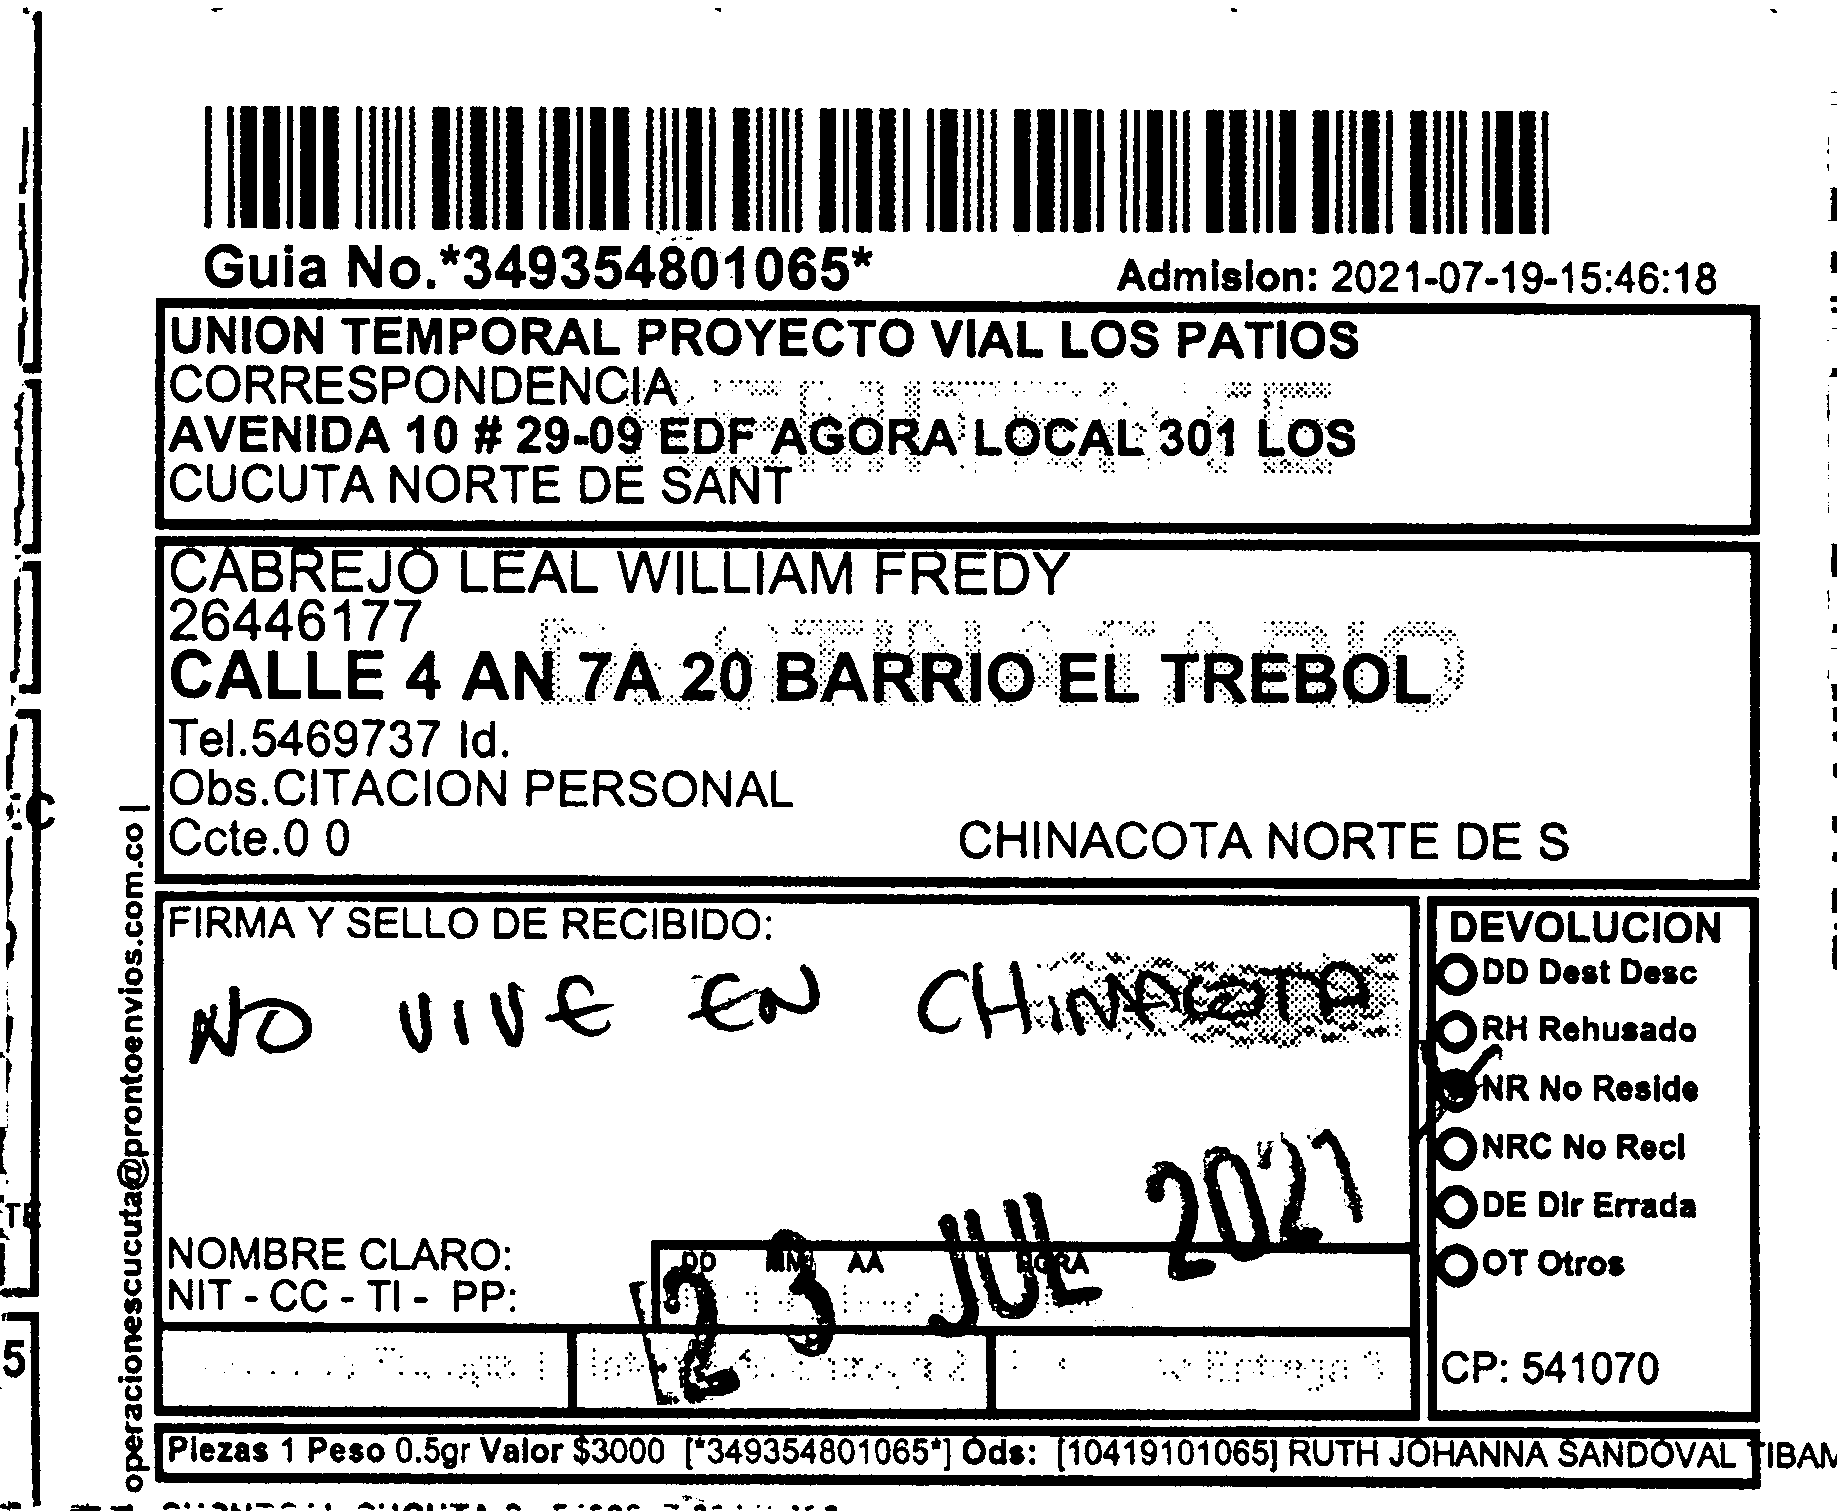 Guia No.*349354801065*
Admision: 2021-07-19-15:46:18
UNION TEMPORAL PROYECTO VIAL LOS PATIOS
CORRESPONDENCIA
AVENIDA 10 # 29-09 EDF AGORA LOCAL 301 LOS
CUCUTA NORTE DE SANT
REMITENTE
CABREJO LEAL WILLIAM FREDY
26446177
CALLE 4 AN 7A 20 BARRIO EL TREBOL
DESTINATARIO
Tel.5469737 Id.
Obs.CITACION PERSONAL
Ccte.0 0
CHINACOTA NORTE DE S
operacionescucuta@prontoenvios.com.co |
FIRMA Y SELLO DE RECIBIDO:
NO VIVE EN CHINACOTA
23 JUL 2021
NOMBRE CLARO:
NIT - CC - TI - PP:
DD MM AA HORA
DEVOLUCION
DD Dest Desc
RH Rehusado
NR No Reside
NRC No Recl
DE Dir Errada
OT Otros
CP: 541070
Piezas 1 Peso 0.5gr Valor $3000 [*349354801065*] Ods: [10419101065] RUTH JOHANNA SANDOVAL TIBAM